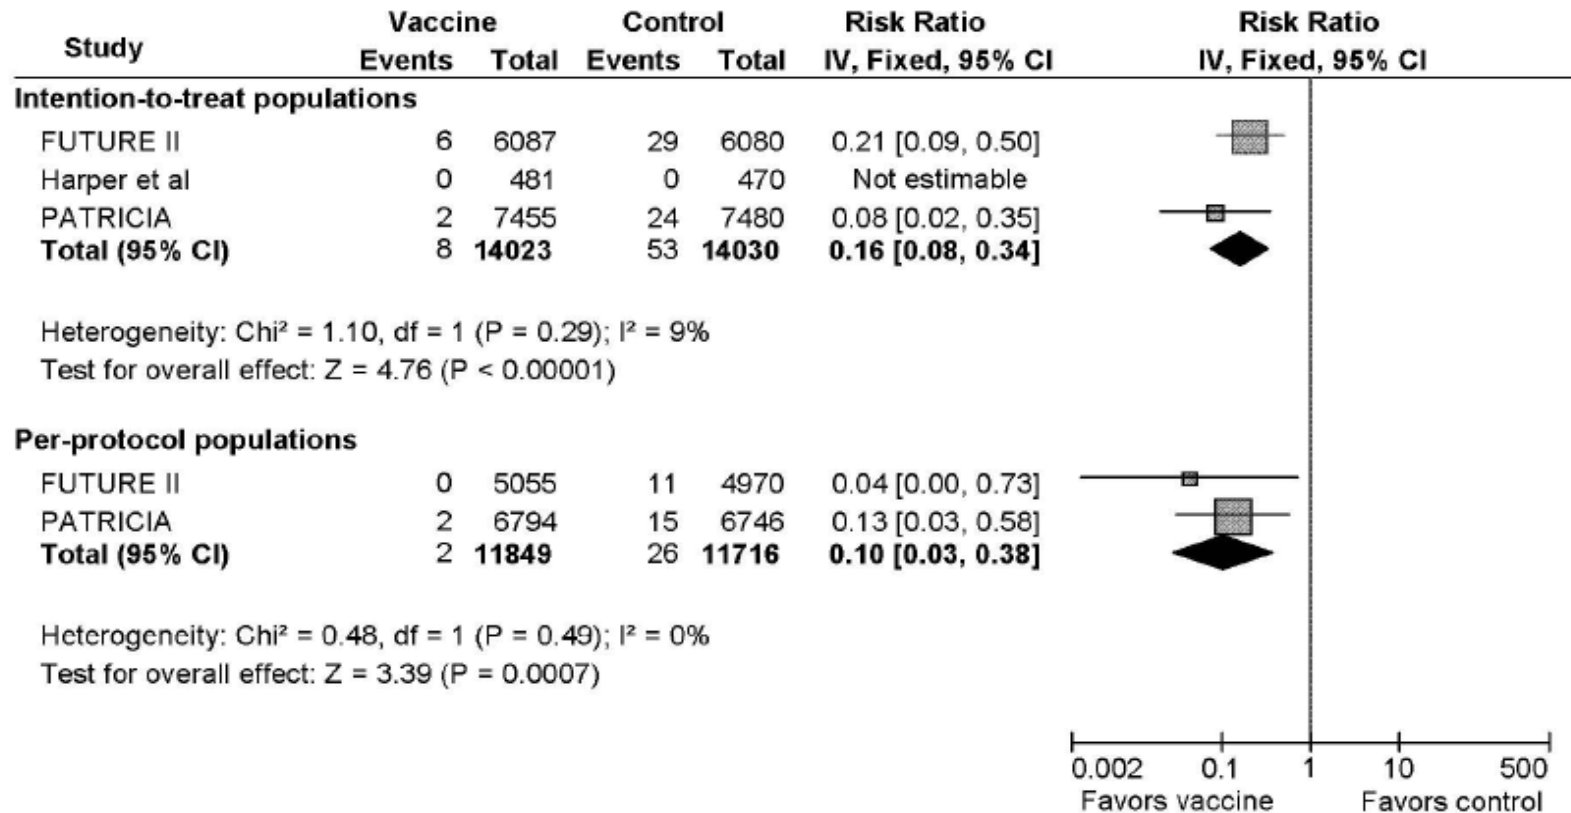 Study Vaccine Control Risk Ratio Risk Ratio
Events Total Events Total IV, Fixed, 95% CI IV, Fixed, 95% CI
Intention-to-treat populations
FUTURE II 6 6087 29 6080 0.21 [0.09, 0.50]
Harper et al 0 481 0 470 Not estimable
PATRICIA 2 7455 24 7480 0.08 [0.02, 0.35]
Total (95% CI) 8 14023 53 14030 0.16 [0.08, 0.34]
Heterogeneity: Chi² = 1.10, df = 1 (P = 0.29); I² = 9%
Test for overall effect: Z = 4.76 (P < 0.00001)
Per-protocol populations
FUTURE II 0 5055 11 4970 0.04 [0.00, 0.73]
PATRICIA 2 6794 15 6746 0.13 [0.03, 0.58]
Total (95% CI) 2 11849 26 11716 0.10 [0.03, 0.38]
Heterogeneity: Chi² = 0.48, df = 1 (P = 0.49); I² = 0%
Test for overall effect: Z = 3.39 (P = 0.0007)
0.002 0.1 1 10 500
Favors vaccine Favors control